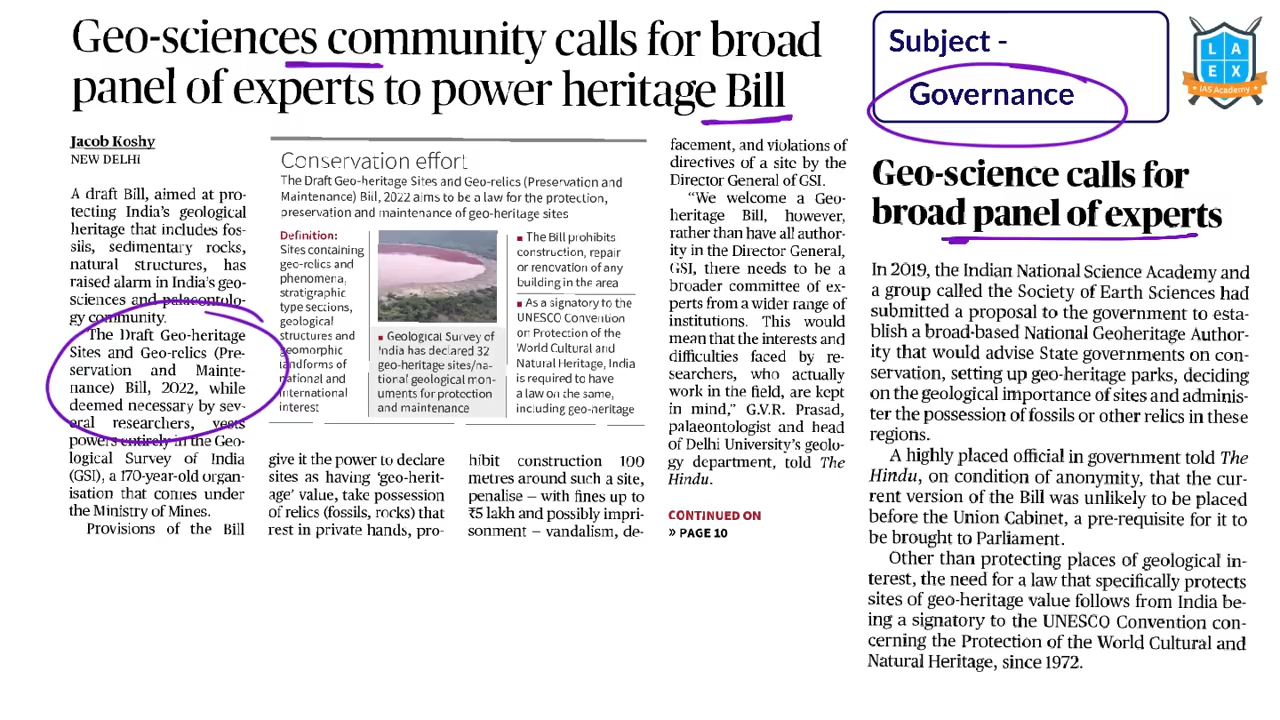 Geo-sciences community calls for broad
panel of experts to power heritage Bill
Jacob Koshy
NEW DELHI
A draft Bill, aimed at pro-
tecting India's geological
heritage that includes fos-
sils, sedimentary rocks,
natural structures, has
raised alarm in India's geo-
sciences and palaeontolo-
gy community.
The Draft Geo-heritage
Sites and Geo-relics (Pre-
servation and Mainte-
nance) Bill, 2022, while
deemed necessary by sev-
eral researchers, vests
powers entirely in the Geo-
logical Survey of India
(GSI), a 170-year-old organ-
isation that comes under
the Ministry of Mines.
Provisions of the Bill
Conservation effort
The Draft Geo-heritage Sites and Geo-relics (Preservation and
Maintenance) Bill, 2022 aims to be a law for the protection,
preservation and maintenance of geo-heritage sites
Definition:
Sites containing
geo-relics and
phenomena,
stratigraphic
type sections,
geological
structures and
geomorphic
landforms of
national and
international
interest
■ Geological Survey of
India has declared 32
geo-heritage sites/na-
tional geological mon-
uments for protection
and maintenance
■ The Bill prohibits
construction, repair
or renovation of any
building in the area
■ As a signatory to the
UNESCO Convention
on Protection of the
World Cultural and
Natural Heritage, India
is required to have
a law on the same,
including geo-heritage
give it the power to declare
sites as having 'geo-herit-
age' value, take possession
of relics (fossils, rocks) that
rest in private hands, pro-
hibit construction 100
metres around such a site,
penalise – with fines up to
₹5 lakh and possibly impri-
sonment – vandalism, de-
facement, and violations of
directives of a site by the
Director General of GSI.
"We welcome a Geo-
heritage Bill, however,
rather than have all author-
ity in the Director General,
GSI, there needs to be a
broader committee of ex-
perts from a wider range of
institutions. This would
mean that the interests and
difficulties faced by re-
searchers, who actually
work in the field, are kept
in mind," G.V.R. Prasad,
palaeontologist and head
of Delhi University's geolo-
gy department, told The
Hindu.
CONTINUED ON
» PAGE 10
Subject -
Governance
L A
E X
IAS Academy
Geo-science calls for
broad panel of experts
In 2019, the Indian National Science Academy and
a group called the Society of Earth Sciences had
submitted a proposal to the government to esta-
blish a broad-based National Geoheritage Author-
ity that would advise State governments on con-
servation, setting up geo-heritage parks, deciding
on the geological importance of sites and adminis-
ter the possession of fossils or other relics in these
regions.
A highly placed official in government told The
Hindu, on condition of anonymity, that the cur-
rent version of the Bill was unlikely to be placed
before the Union Cabinet, a pre-requisite for it to
be brought to Parliament.
Other than protecting places of geological in-
terest, the need for a law that specifically protects
sites of geo-heritage value follows from India be-
ing a signatory to the UNESCO Convention con-
cerning the Protection of the World Cultural and
Natural Heritage, since 1972.